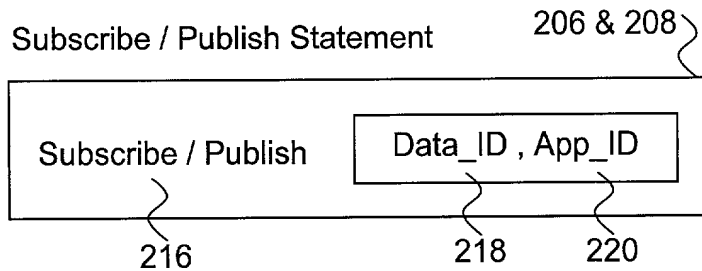 Subscribe / Publish Statement
206 & 208
Subscribe / Publish
Data_ID , App_ID
216
218
220